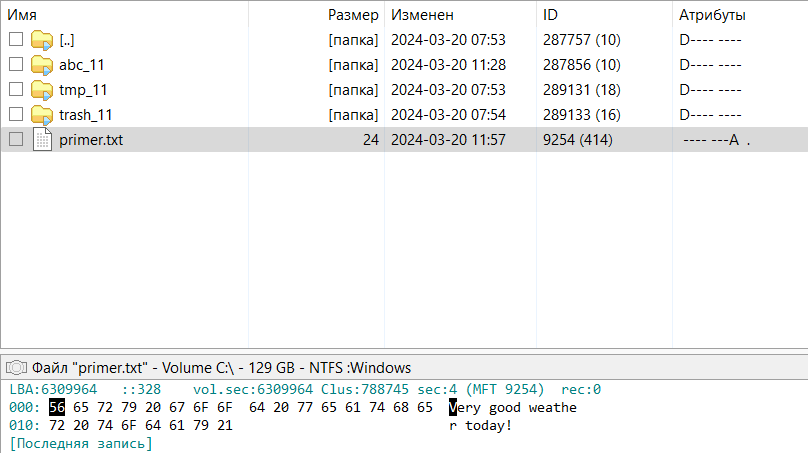 Имя Размер Изменен ID Атрибуты
[..] [папка] 2024-03-20 07:53 287757 (10) D---- ----
abc_11 [папка] 2024-03-20 11:28 287856 (10) D---- ----
tmp_11 [папка] 2024-03-20 07:53 289131 (18) D---- ----
trash_11 [папка] 2024-03-20 07:54 289133 (16) D---- ----
primer.txt 24 2024-03-20 11:57 9254 (414) ---- ---A .
Файл "primer.txt" - Volume C:\ - 129 GB - NTFS :Windows
LBA:6309964 ::328 vol.sec:6309964 Clus:788745 sec:4 (MFT 9254) rec:0
000: 56 65 72 79 20 67 6F 6F 64 20 77 65 61 74 68 65 Very good weathe
010: 72 20 74 6F 64 61 79 21 r today!
[Последняя запись]